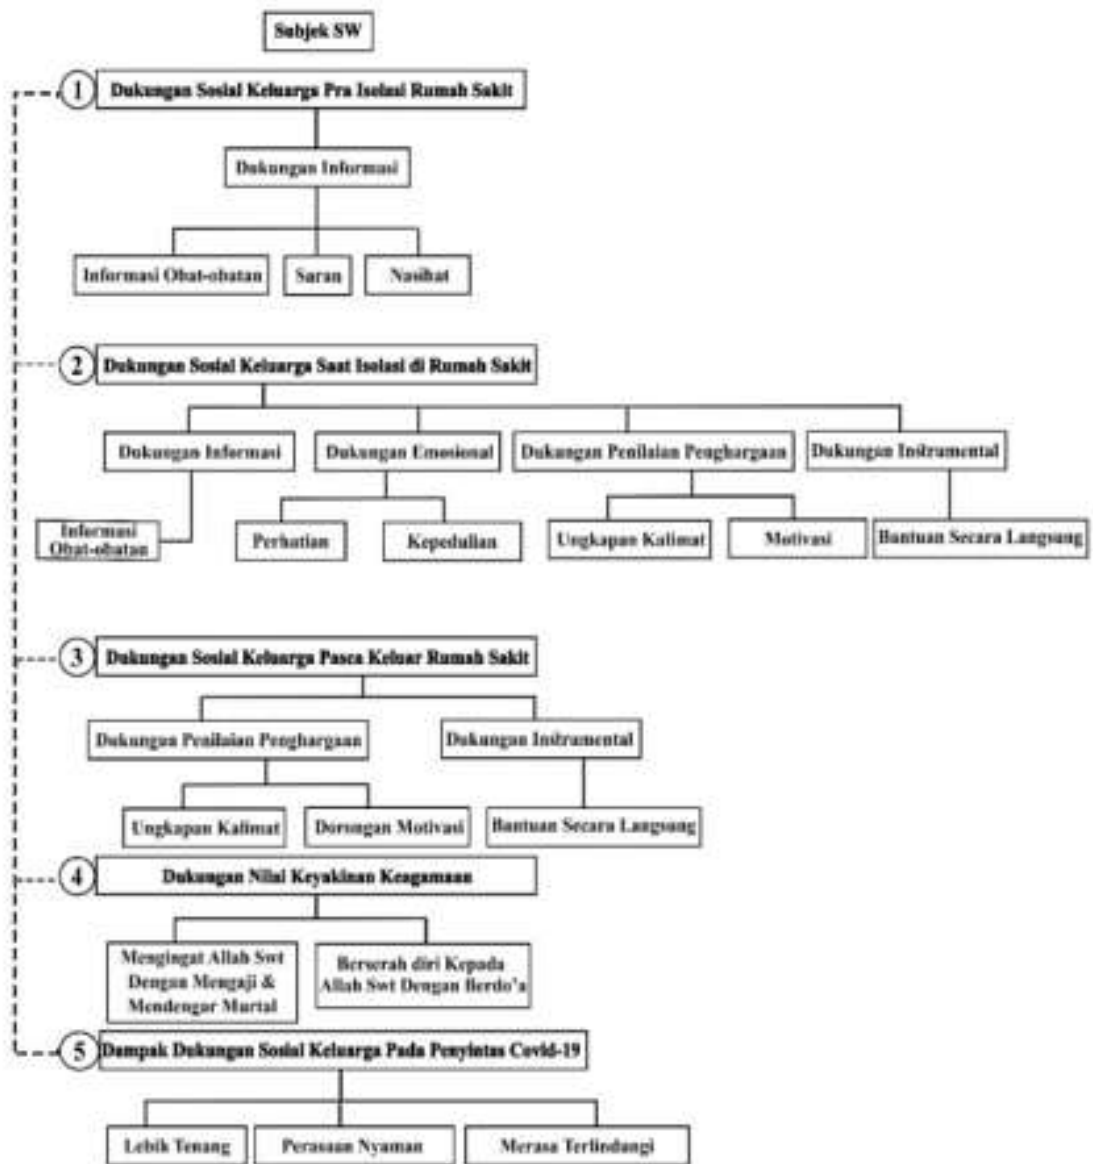 Subjek SW
1 Dukungan Sosial Keluarga Pra Isolasi Rumah Sakit
Dukungan Informasi
Informasi Obat-obatan
Saran
Nasihat
2 Dukungan Sosial Keluarga Saat Isolasi di Rumah Sakit
Dukungan Informasi
Dukungan Emosional
Dukungan Penilaian Penghargaan
Dukungan Instrumental
Informasi
Obat-obatan
Perhatian
Kepedulian
Ungkapan Kalimat
Motivasi
Bantuan Secara Langsung
3 Dukungan Sosial Keluarga Pasca Keluar Rumah Sakit
Dukungan Penilaian Penghargaan
Dukungan Instrumental
Ungkapan Kalimat
Dorongan Motivasi
Bantuan Secara Langsung
4 Dukungan Nilai Keyakinan Keagamaan
Mengingat Allah Swt
Dengan Mengaji &
Mendengar Murtal
Berserah diri Kepada
Allah Swt Dengan Berdo'a
5 Dampak Dukungan Sosial Keluarga Pada Penyintas Covid-19
Lebih Tenang
Perasaan Nyaman
Merasa Terlindungi